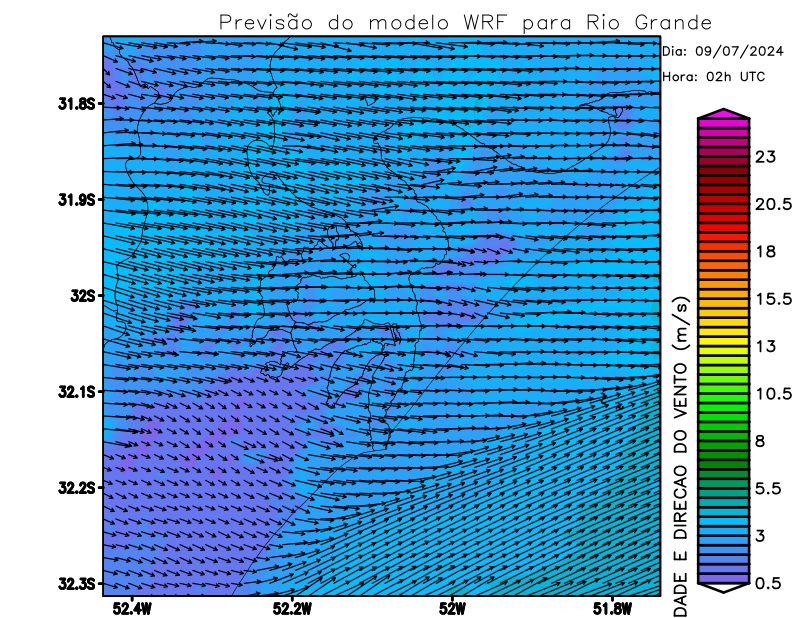 Previsão do modelo WRF para Rio Grande
Dia: 09/07/2024
Hora: 02h UTC
31.8S
31.9S
32S
32.1S
32.2S
32.3S
52.4W
52.2W
52W
51.8W
23
20.5
18
15.5
13
10.5
8
5.5
3
0.5
DADE E DIRECAO DO VENTO (m/s)